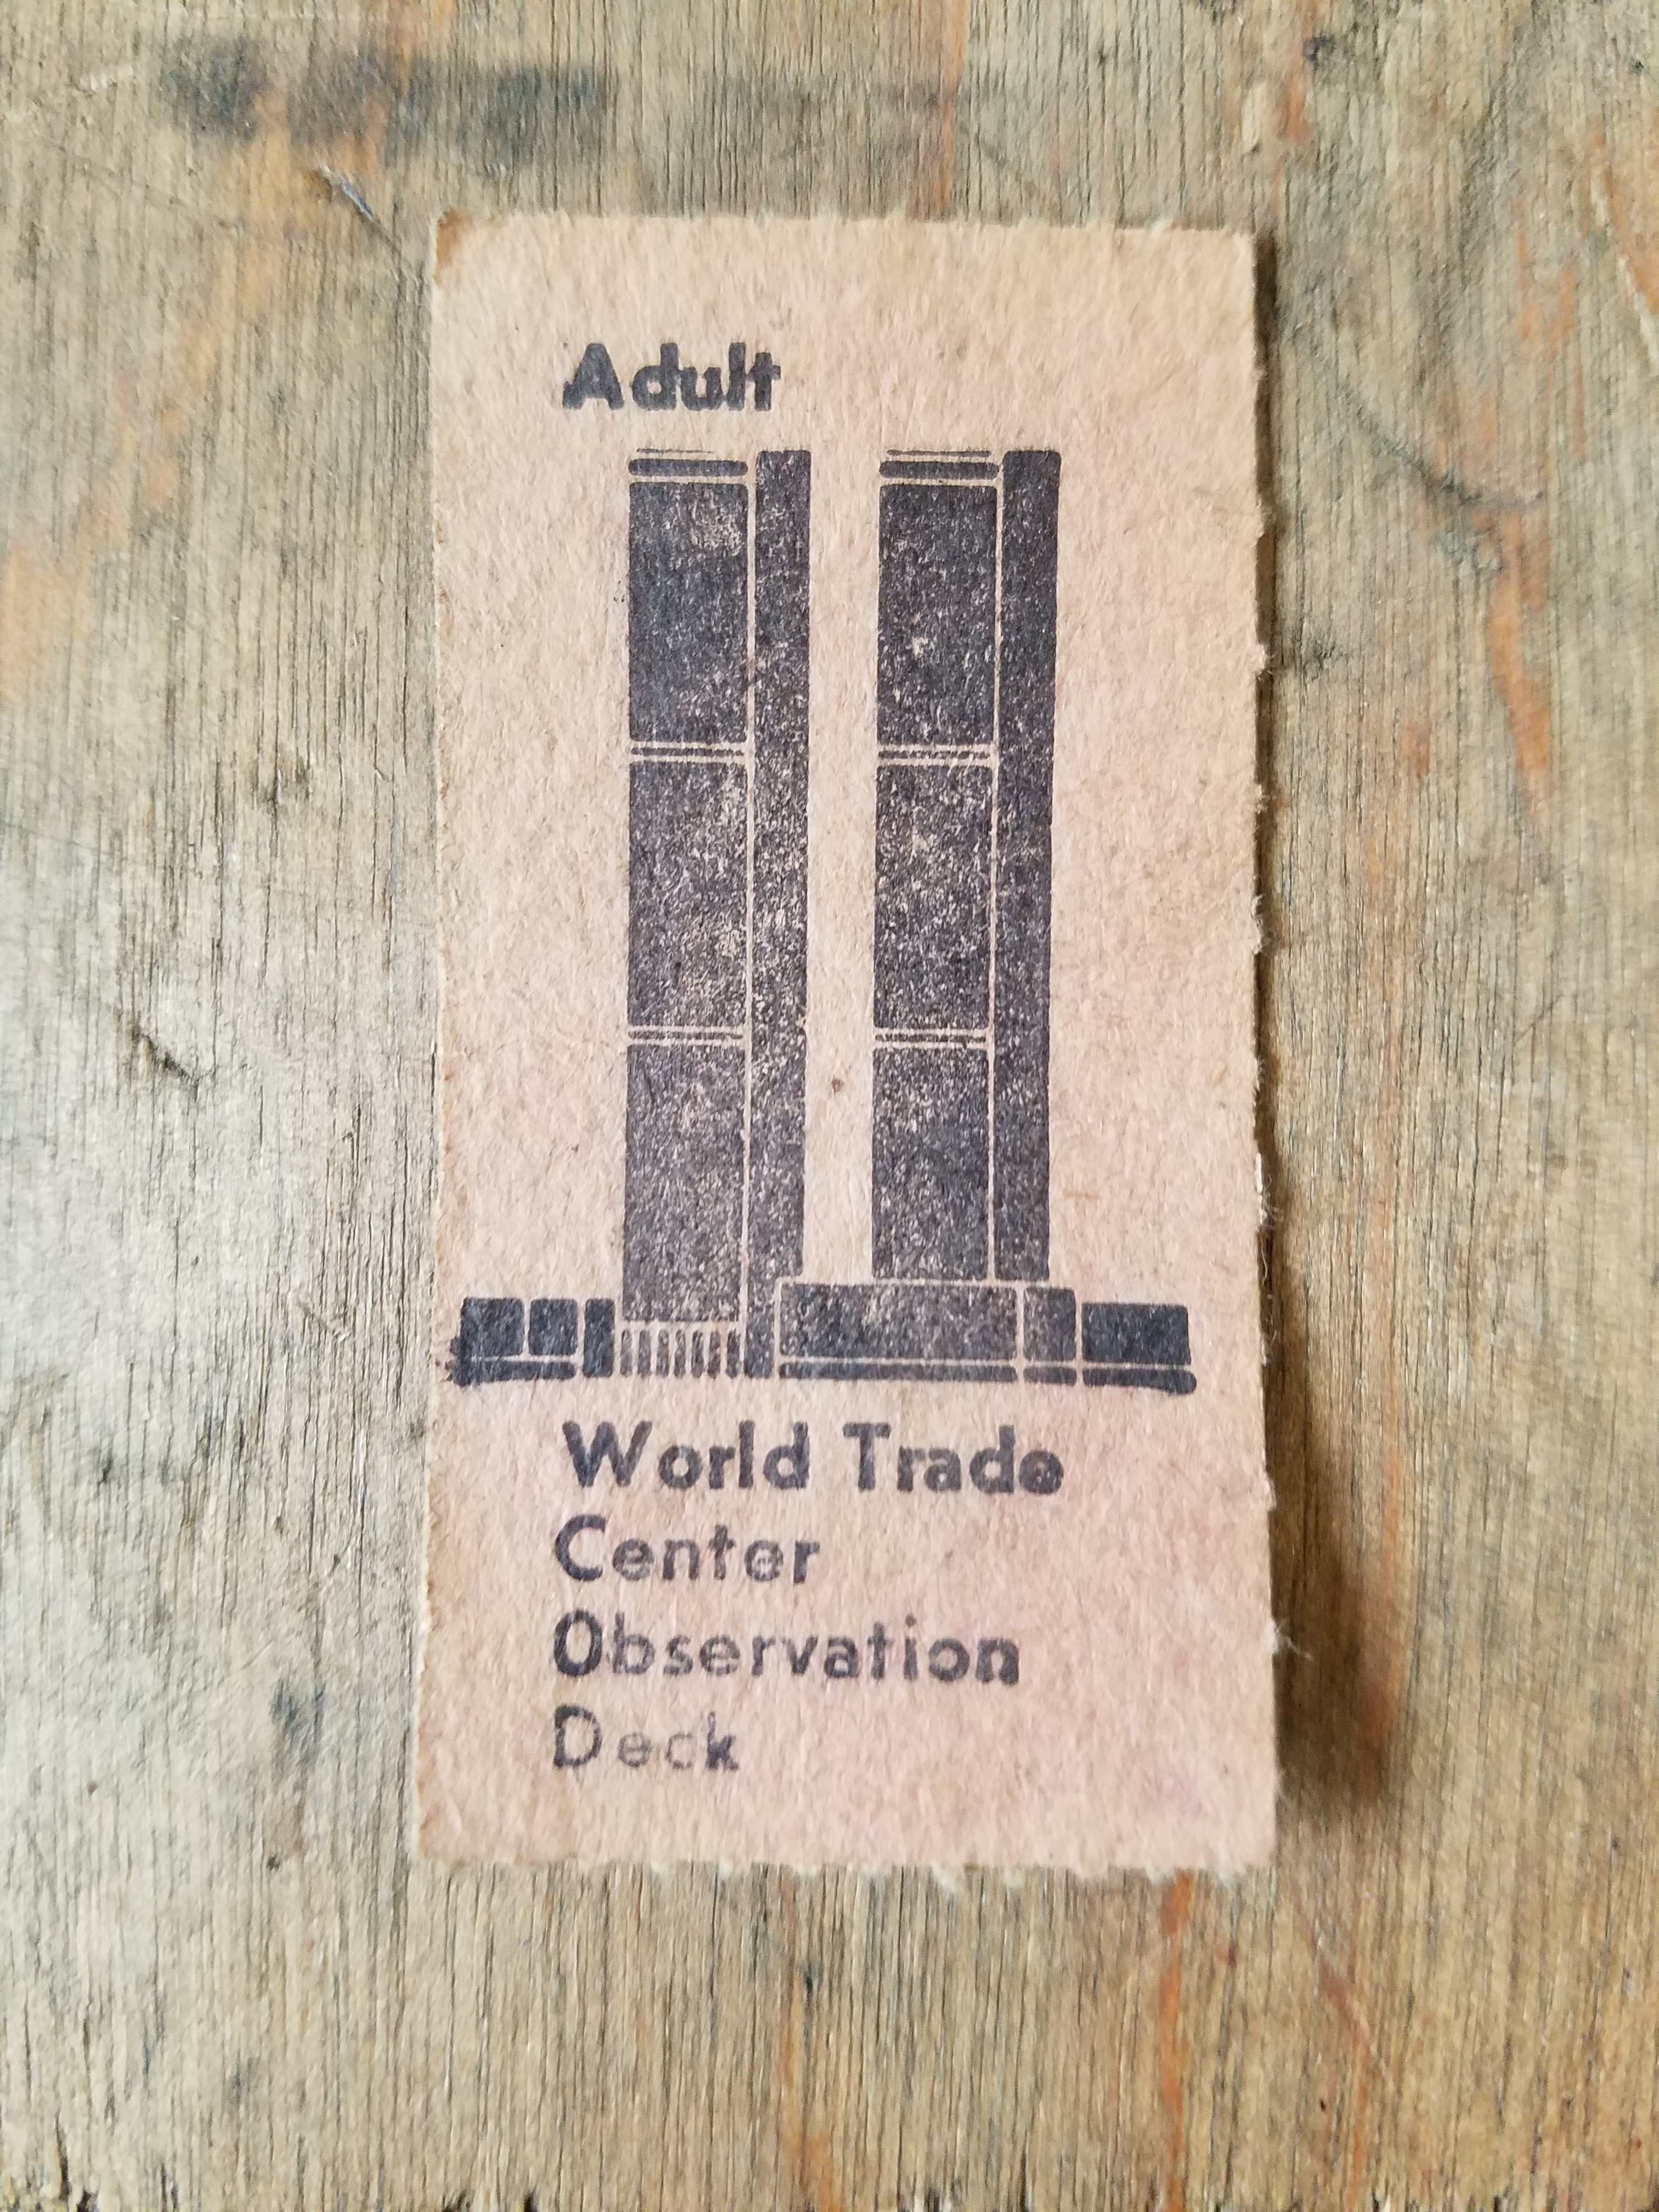 Adult
World Trade
Center
Observation
Deck